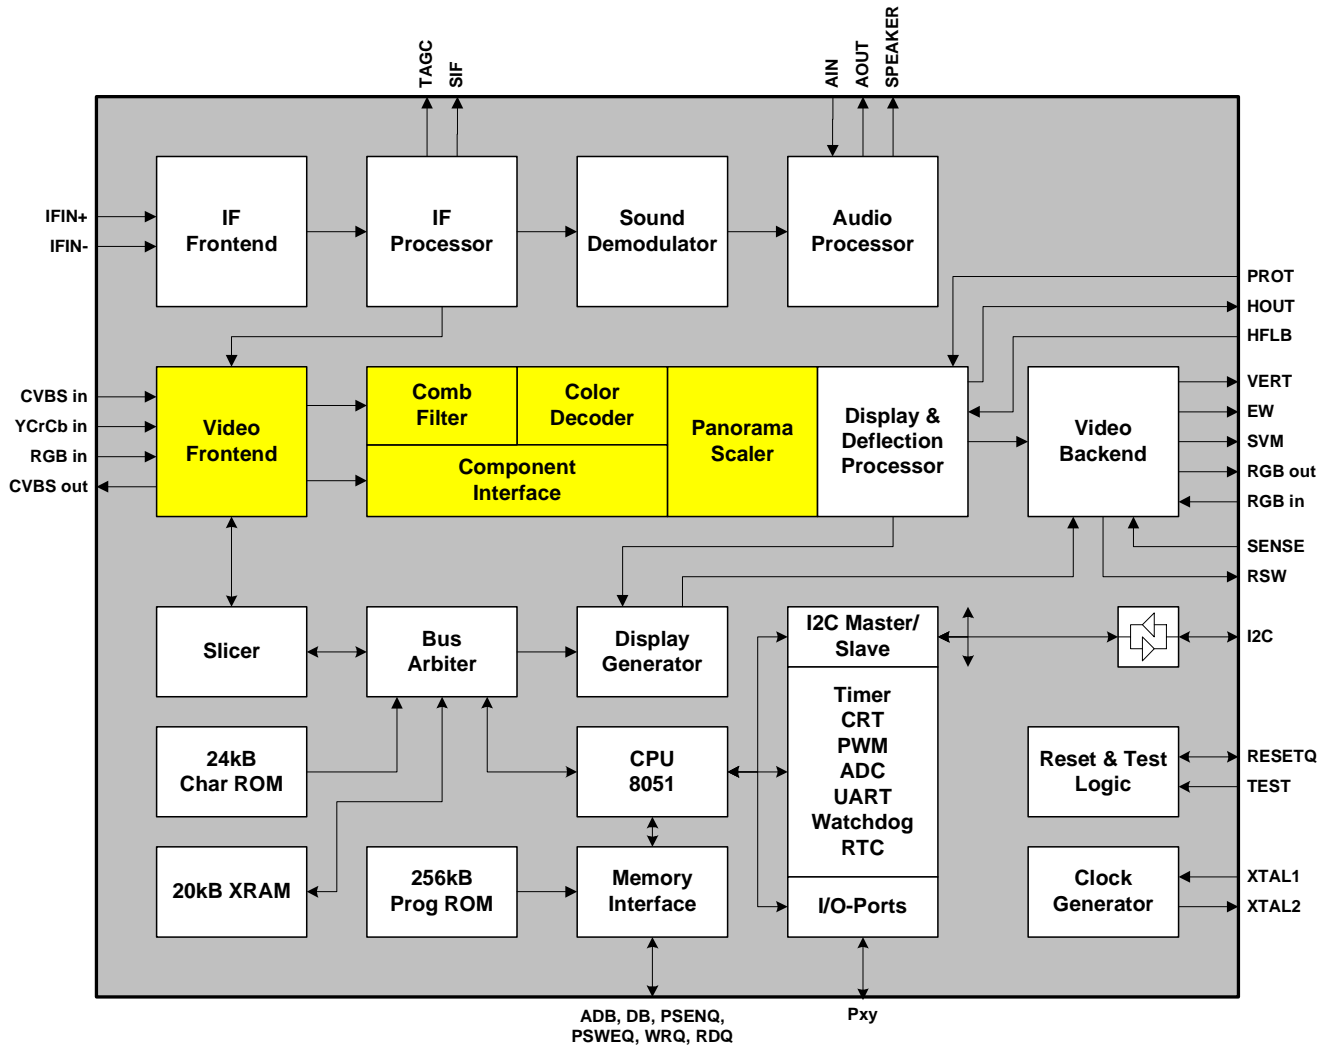 TAGC
SIF
AIN
AOUT
SPEAKER
IFIN+
IFIN-
IF
Frontend
IF
Processor
Sound
Demodulator
Audio
Processor
PROT
HOUT
HFLB
CVBS in
YCrCb in
RGB in
CVBS out
Video
Frontend
Comb
Filter
Color
Decoder
Component
Interface
Panorama
Scaler
Display &
Deflection
Processor
Video
Backend
VERT
EW
SVM
RGB out
RGB in
SENSE
RSW
Slicer
Bus
Arbiter
Display
Generator
I2C Master/
Slave
I2C
24kB
Char ROM
CPU
8051
Timer
CRT
PWM
ADC
UART
Watchdog
RTC
Reset & Test
Logic
RESETQ
TEST
20kB XRAM
256kB
Prog ROM
Memory
Interface
I/O-Ports
Clock
Generator
XTAL1
XTAL2
ADB, DB, PSENQ,
PSWEQ, WRQ, RDQ
Pxy